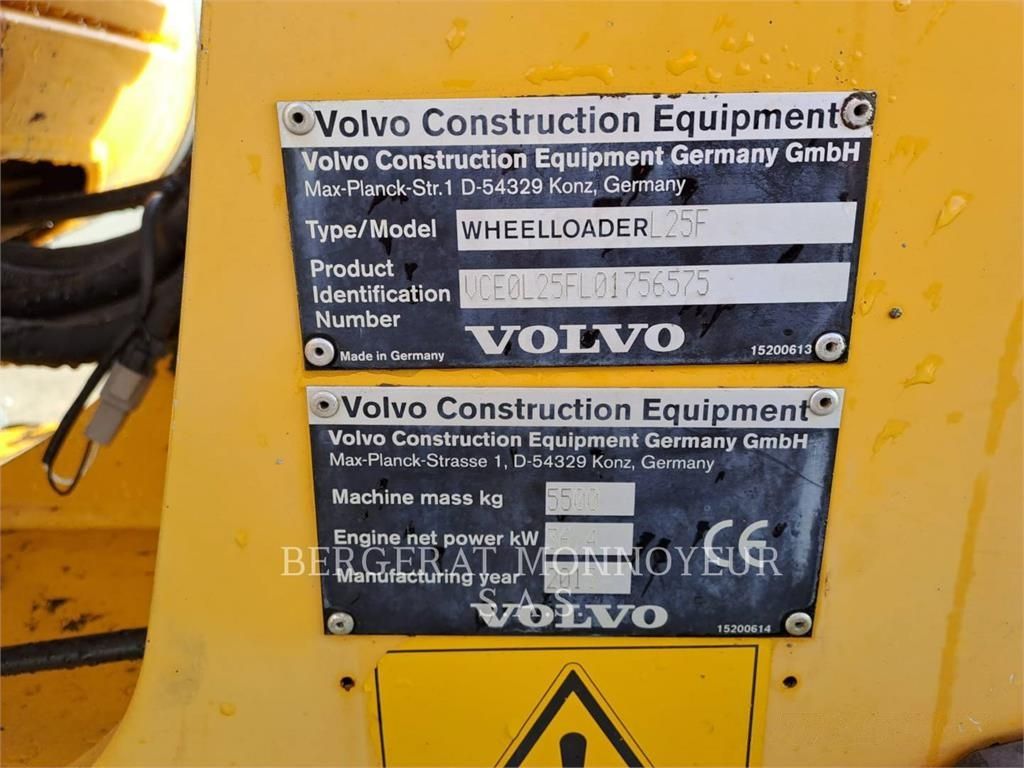 Volvo Construction Equipment
Volvo Construction Equipment Germany GmbH
Max-Planck-Str.1 D-54329 Konz, Germany
Type/Model WHEELLOADER L25F
Product
Identification VCE0L25FL01756575
Number
VOLVO
Made in Germany 15200613
Volvo Construction Equipment
Volvo Construction Equipment Germany GmbH
Max-Planck-Strasse 1, D-54329 Konz, Germany
Machine mass kg 5500
Engine net power kW
CE
BERGERAT MONNOYEUR
Manufacturing year
S.A.S
VOLVO
15200614